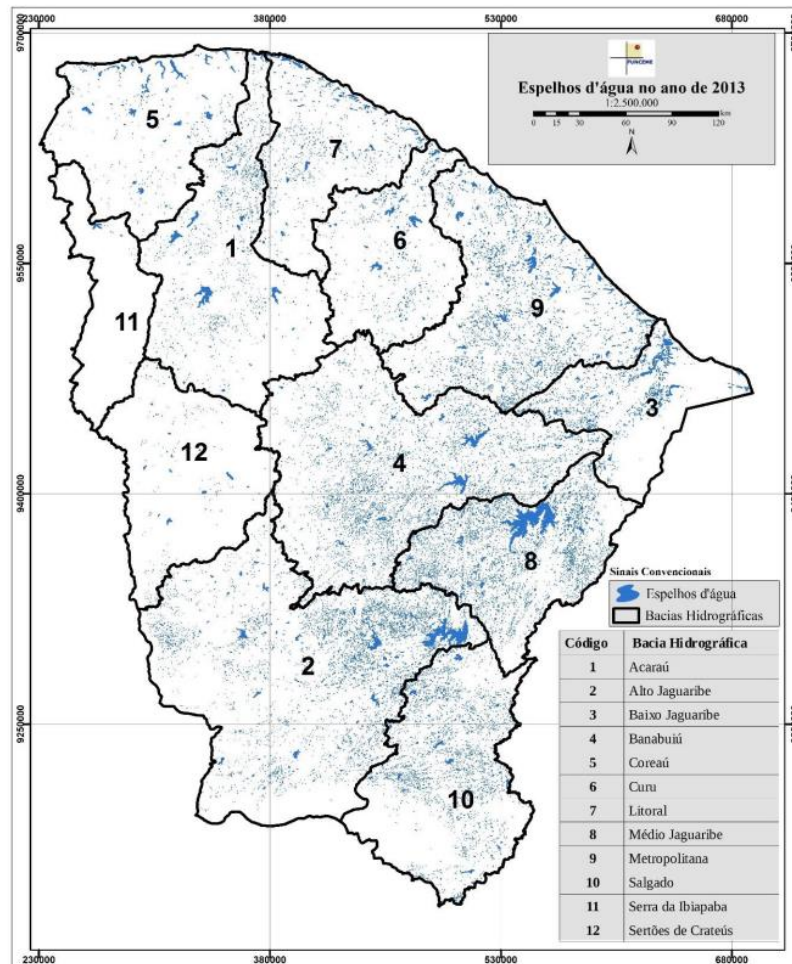 230000 380000 530000 680000
9700000
FUNCEME
Espelhos d'água no ano de 2013
1:2.500.000
km
0 15 30 60 90 120
N
5
7
1
6
9550000
11
9
3
12
4
9400000
8
2
9250000
10
Sinais Convencionais
Espelhos d'água
Bacias Hidrográficas
Código Bacia Hidrográfica
1 Acaraú
2 Alto Jaguaribe
3 Baixo Jaguaribe
4 Banabuiú
5 Coreaú
6 Curu
7 Litoral
8 Médio Jaguaribe
9 Metropolitana
10 Salgado
11 Serra da Ibiapaba
12 Sertões de Crateús
230000 380000 530000 680000